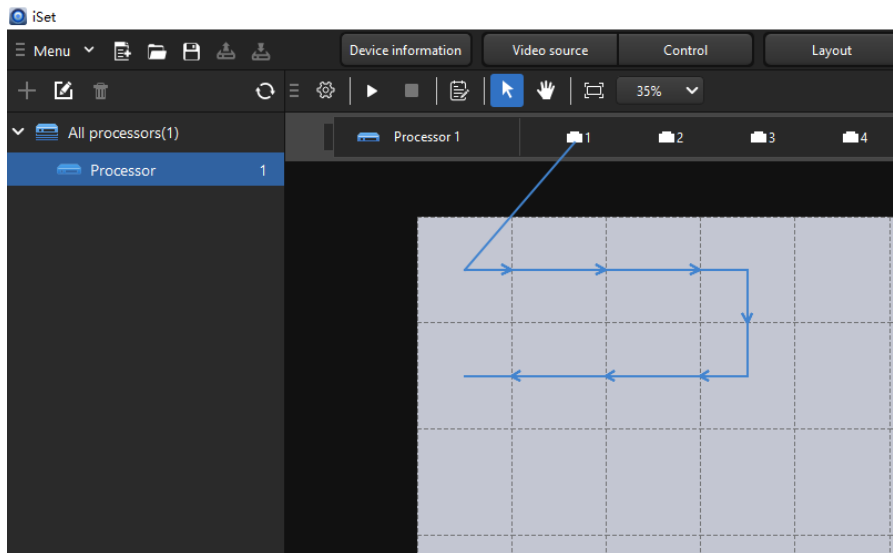 iSet
Menu Device information Video source Control Layout
35%
All processors(1) Processor 1 1 2 3 4
Processor 1